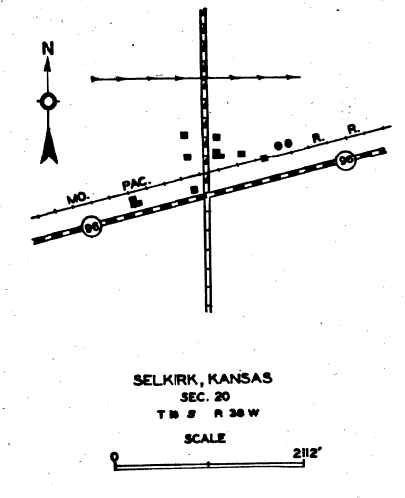 N
R. R.
MO. PAC.
96
96
SELKIRK, KANSAS
SEC. 20
T S R 38 W
SCALE
0 2112'